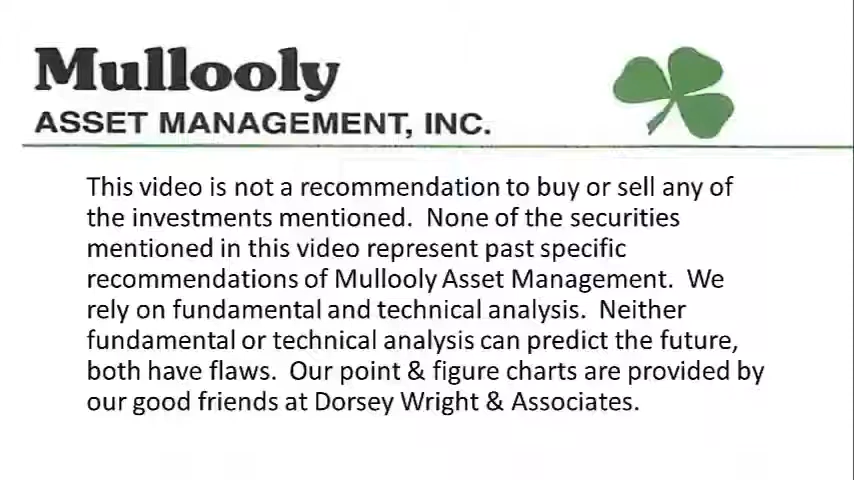 Mullooly
ASSET MANAGEMENT, INC.
This video is not a recommendation to buy or sell any of
the investments mentioned.  None of the securities
mentioned in this video represent past specific
recommendations of Mullooly Asset Management.  We
rely on fundamental and technical analysis.  Neither
fundamental or technical analysis can predict the future,
both have flaws.  Our point & figure charts are provided by
our good friends at Dorsey Wright & Associates.